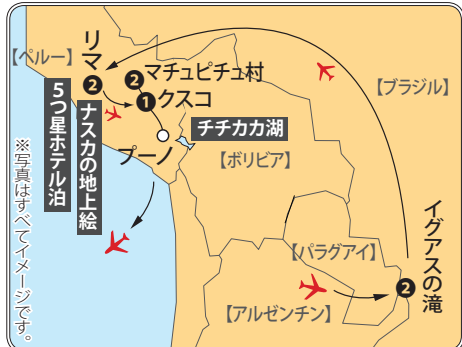 【ペルー】
リマ
❷
❷
マチュピチュ村
❶
クスコ
5つ星ホテル泊
ナスカの地上絵
チチカカ湖
プーノ
【ボリビア】
【ブラジル】
【パラグアイ】
【アルゼンチン】
イグアスの滝
❷
※写真はすべてイメージです。